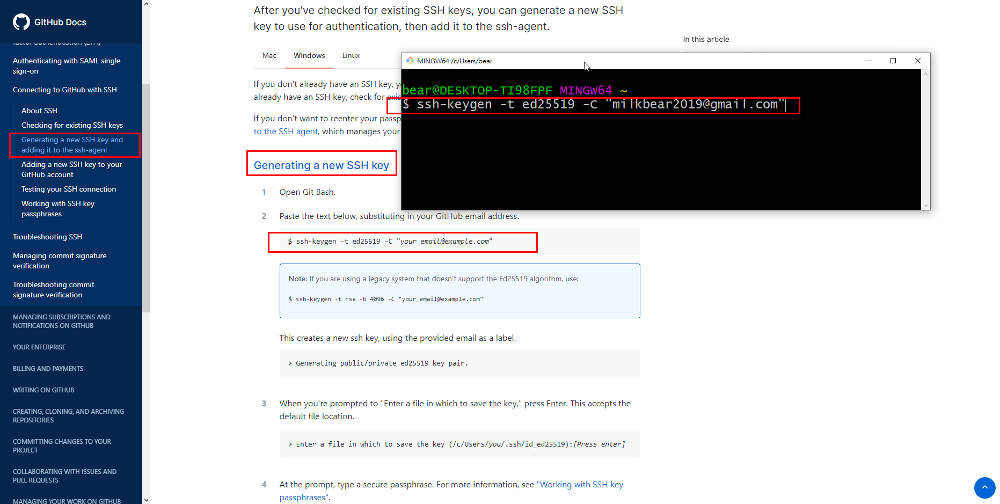 GitHub Docs
factor authentication (2FA)
Authenticating with SAML single
sign-on
Connecting to GitHub with SSH
About SSH
Checking for existing SSH keys
Generating a new SSH key and
adding it to the ssh-agent
Adding a new SSH key to your
GitHub account
Testing your SSH connection
Working with SSH key
passphrases
Troubleshooting SSH
Managing commit signature
verification
Troubleshooting commit
signature verification
MANAGING SUBSCRIPTIONS AND
NOTIFICATIONS ON GITHUB
YOUR ENTERPRISE
BILLING AND PAYMENTS
WRITING ON GITHUB
CREATING, CLONING, AND ARCHIVING
REPOSITORIES
COMMITTING CHANGES TO YOUR
PROJECT
COLLABORATING WITH ISSUES AND
PULL REQUESTS
MANAGING YOUR WORK ON GITHUB
After you've checked for existing SSH keys, you can generate a new SSH
key to use for authentication, then add it to the ssh-agent.
Mac Windows Linux
If you don't already have an SSH key, yo
already have an SSH key, check for exis
If you don't want to reenter your passp
to the SSH agent, which manages your
Generating a new SSH key
1 Open Git Bash.
2 Paste the text below, substituting in your GitHub email address.
$ ssh-keygen -t ed25519 -C "your_email@example.com"
Note: If you are using a legacy system that doesn't support the Ed25519 algorithm, use:
$ ssh-keygen -t rsa -b 4096 -C "your_email@example.com"
This creates a new ssh key, using the provided email as a label.
> Generating public/private ed25519 key pair.
3 When you're prompted to "Enter a file in which to save the key," press Enter. This accepts the
default file location.
> Enter a file in which to save the key (/c/Users/you/.ssh/id_ed25519):[Press enter]
4 At the prompt, type a secure passphrase. For more information, see "Working with SSH key
passphrases".
In this article
MINGW64:/c/Users/bear
bear@DESKTOP-TI98FPF MINGW64 ~
$ ssh-keygen -t ed25519 -C "milkbear2019@gmail.com"